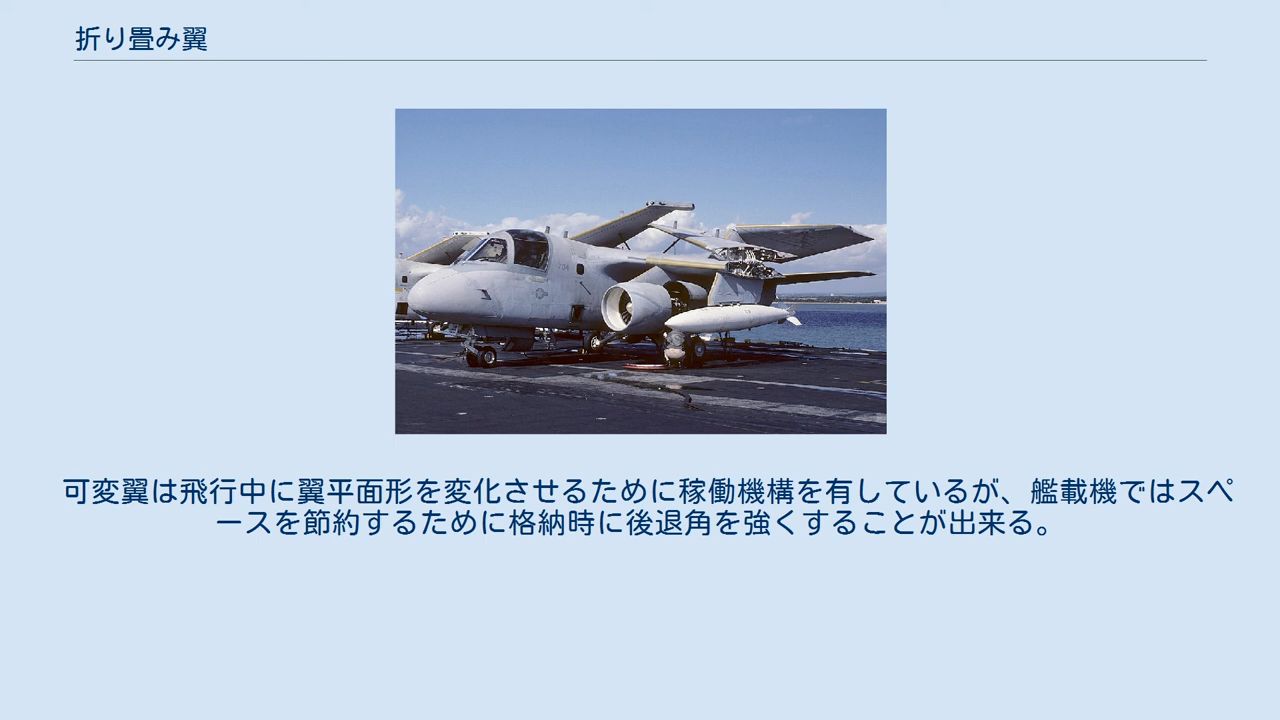 折り畳み翼
可変翼は飛行中に翼平面形を変化させるために稼働機構を有しているが、艦載機ではスペ
ースを節約するために格納時に後退角を強くすることが出来る。